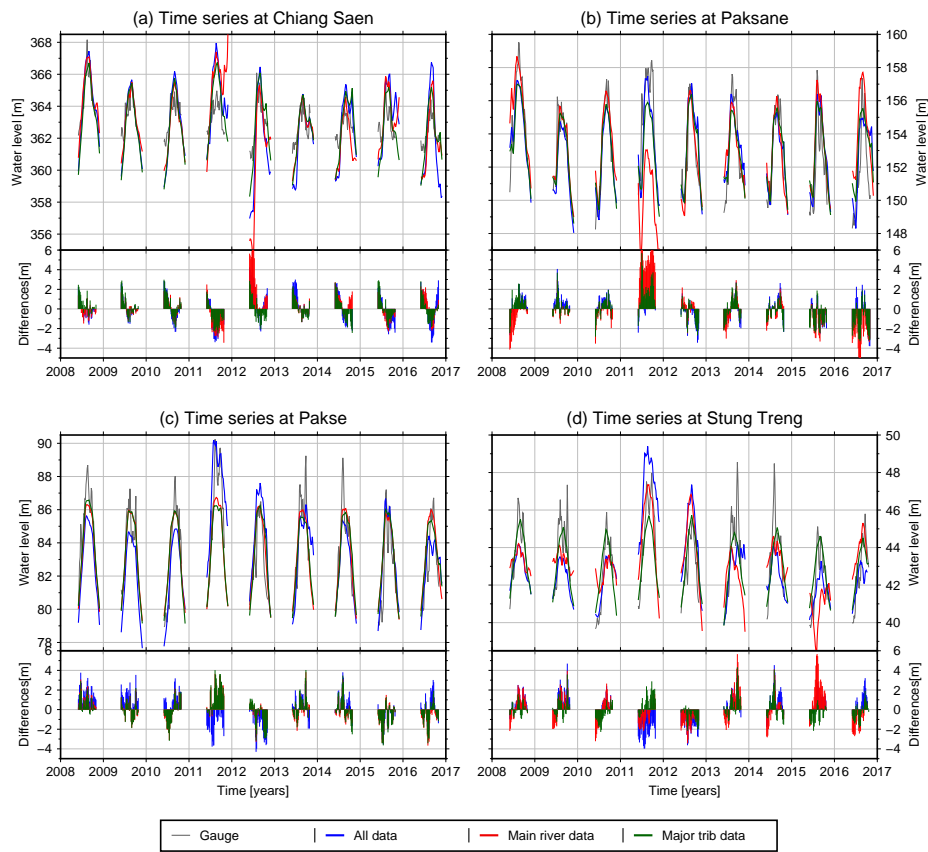 (a) Time series at Chiang Saen
(b) Time series at Paksane
Water level [m]
368
366
364
362
360
358
356
Differences[m]
6
4
2
0
−2
−4
2008 2009 2010 2011 2012 2013 2014 2015 2016 2017
160
158
156
154
152
150
148
Water level [m]
6
4
2
0
−2
−4
Differences[m]
2008 2009 2010 2011 2012 2013 2014 2015 2016 2017
(c) Time series at Pakse
(d) Time series at Stung Treng
Water level [m]
90
88
86
84
82
80
78
Differences[m]
6
4
2
0
−2
−4
2008 2009 2010 2011 2012 2013 2014 2015 2016 2017
Time [years]
50
48
46
44
42
40
Water level [m]
6
4
2
0
−2
−4
Differences[m]
2008 2009 2010 2011 2012 2013 2014 2015 2016 2017
Time [years]
Gauge | All data | Main river data | Major trib data